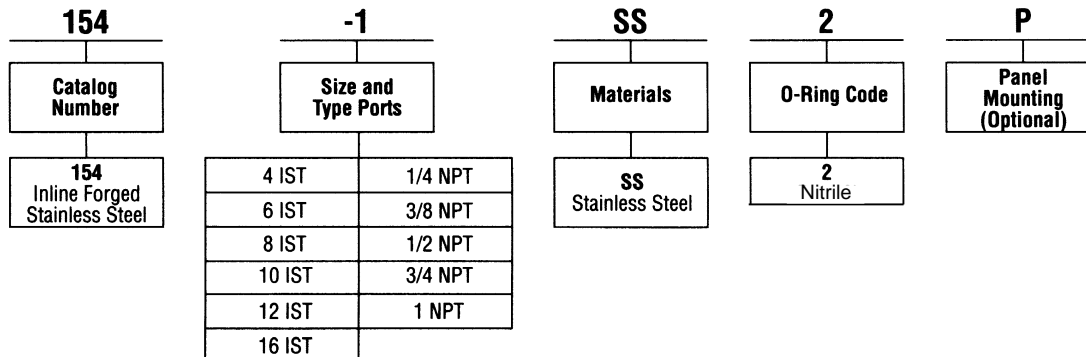 154 -1 SS 2 P
Catalog
Number
Size and
Type Ports
Materials
O-Ring Code
Panel
Mounting
(Optional)
154
Inline Forged
Stainless Steel
4 IST 1/4 NPT
6 IST 3/8 NPT
8 IST 1/2 NPT
10 IST 3/4 NPT
12 IST 1 NPT
16 IST
SS
Stainless Steel
2
Nitrile